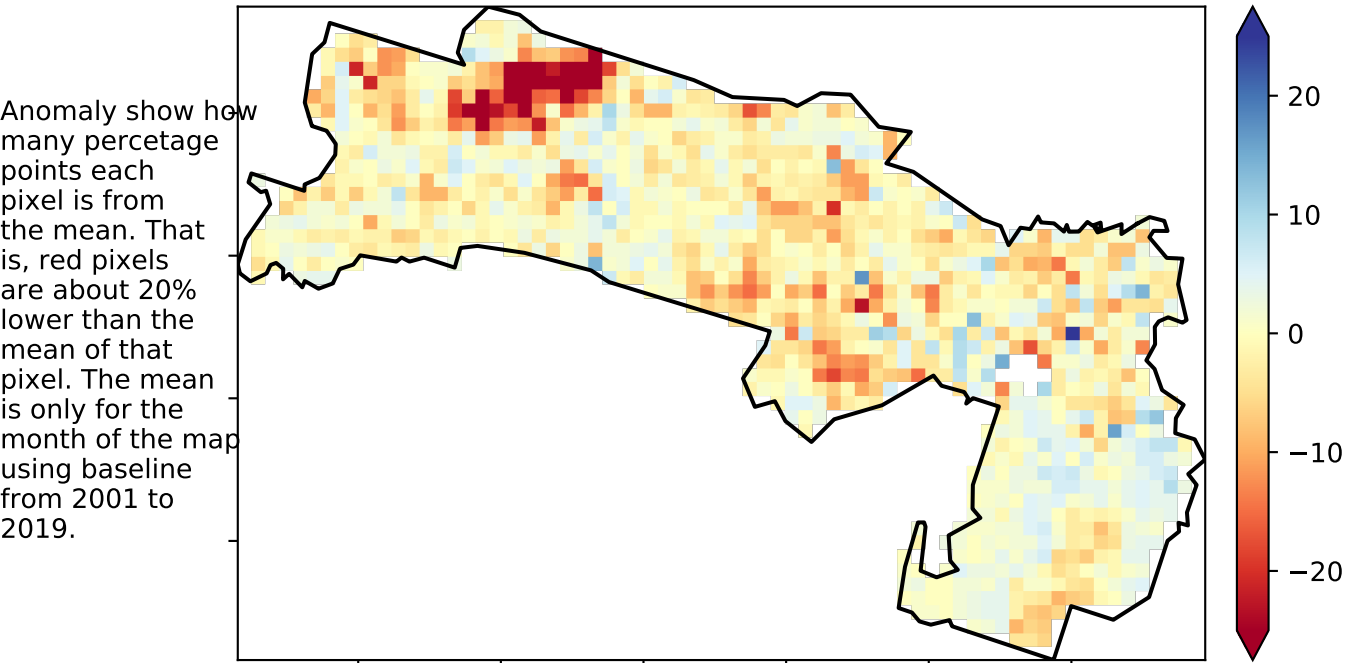 Anomaly show how
many percetage
points each
pixel is from
the mean. That
is, red pixels
are about 20%
lower than the
mean of that
pixel. The mean
is only for the
month of the map
using baseline
from 2001 to
2019.
20
10
0
−10
−20